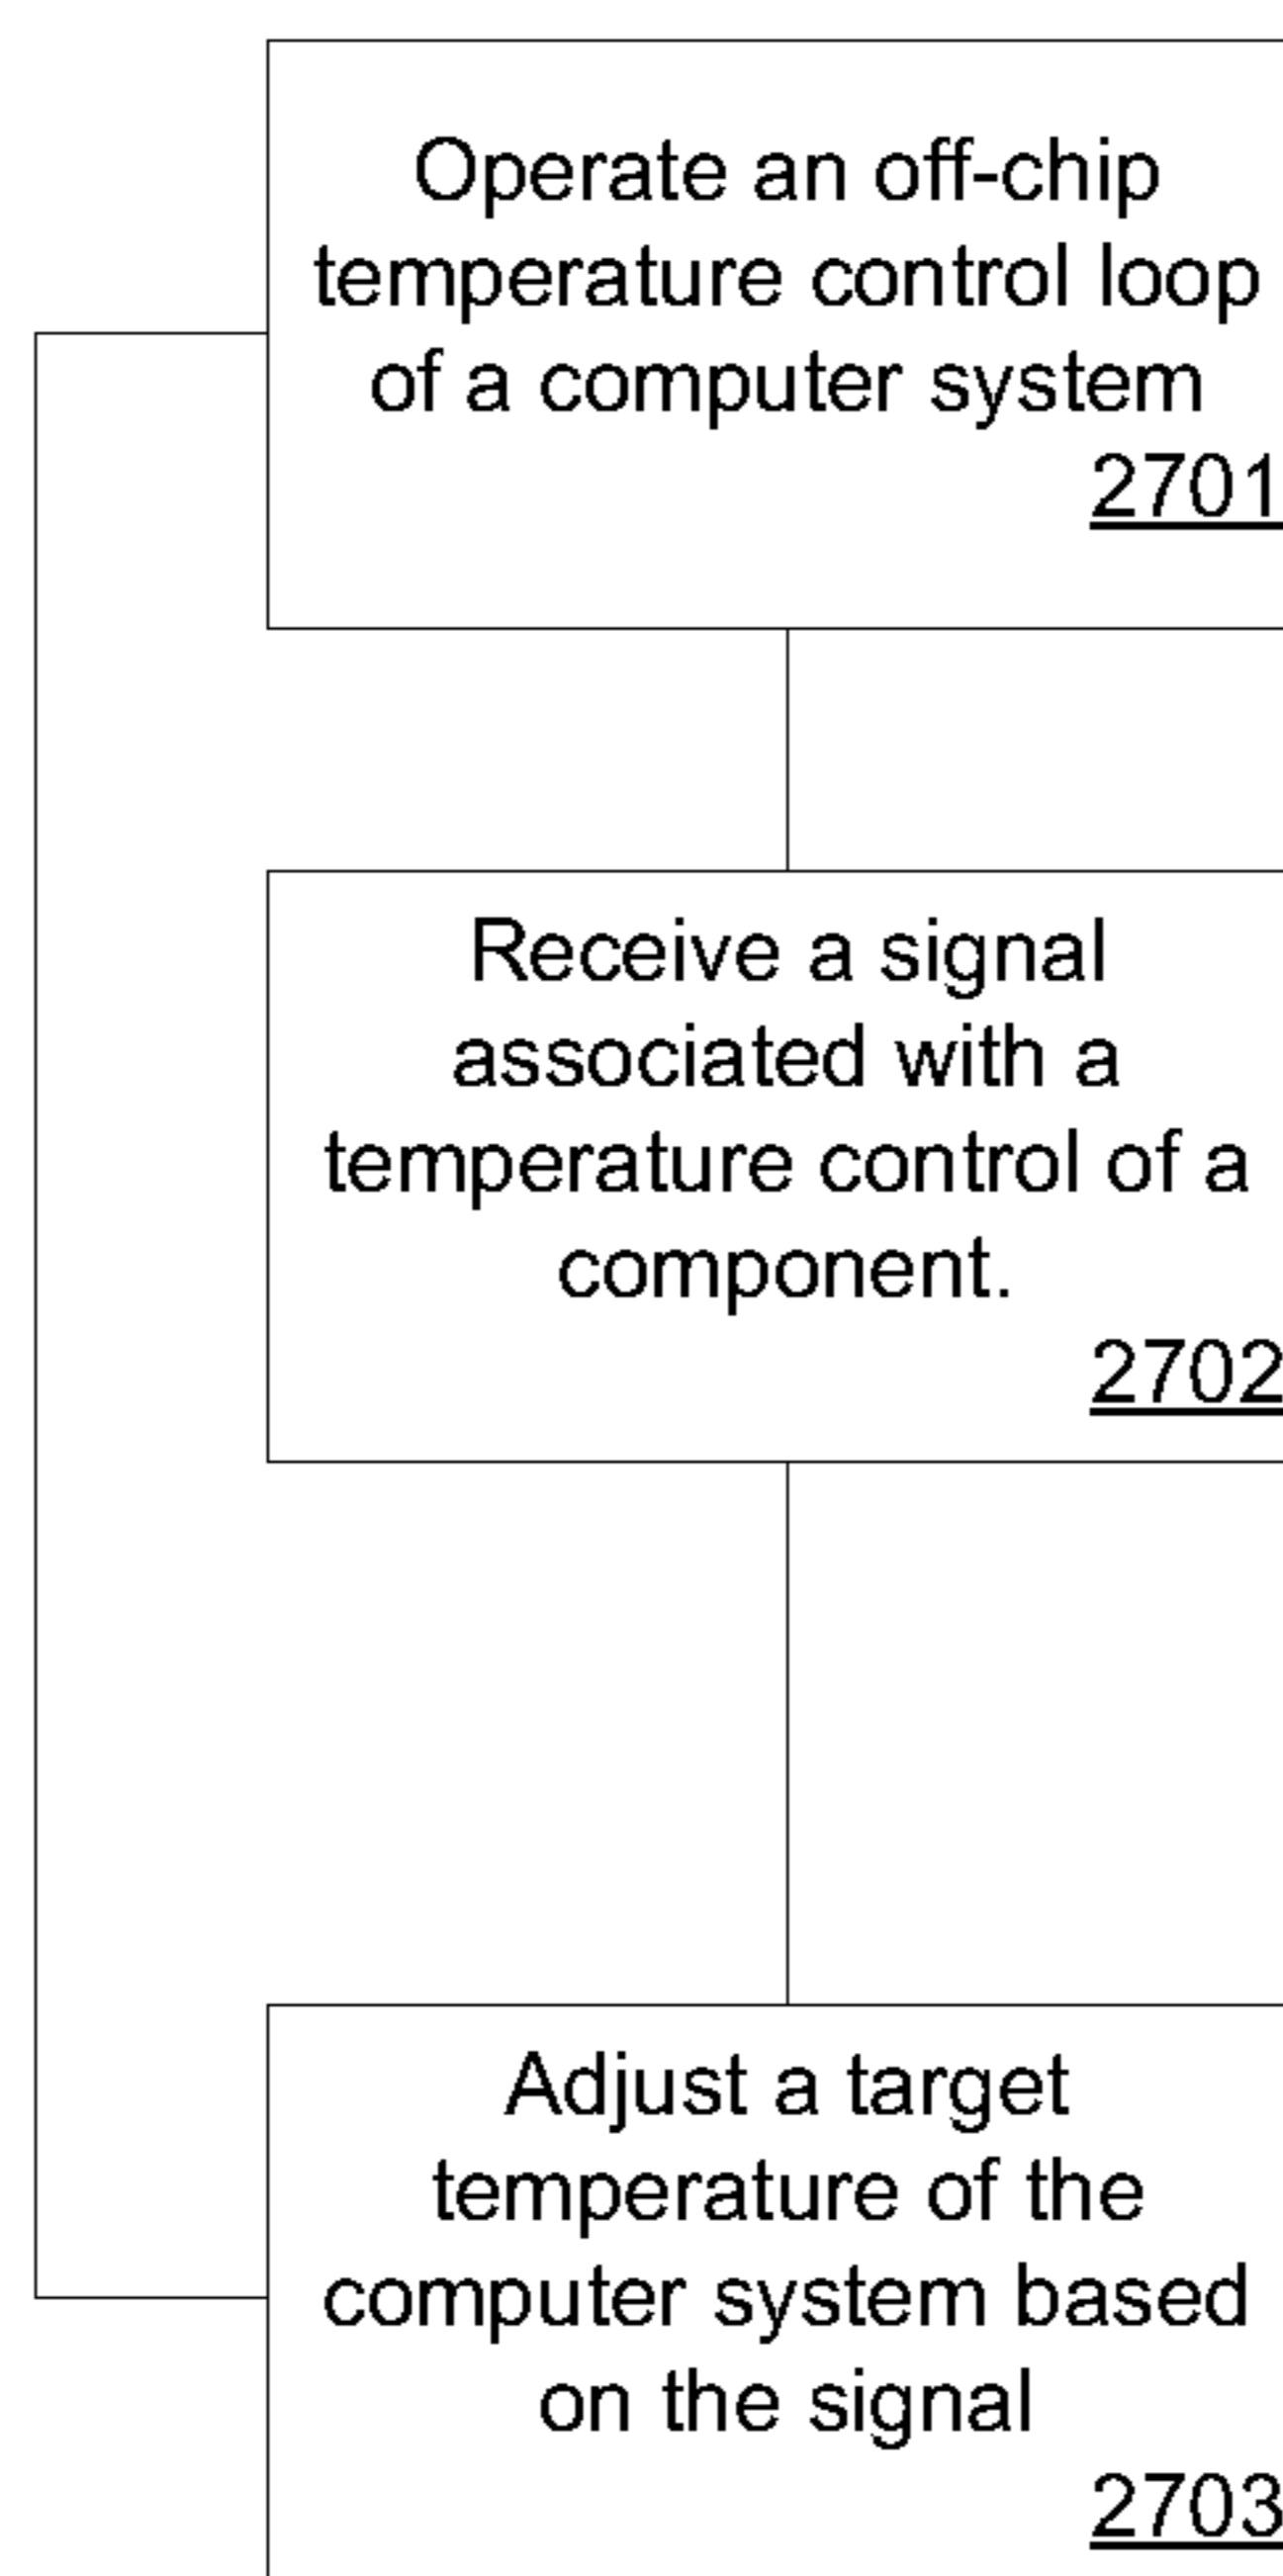 Operate an off-chip
temperature control loop
of a computer system
2701
Receive a signal
associated with a
temperature control of a
component.
2702
Adjust a target
temperature of the
computer system based
on the signal
2703